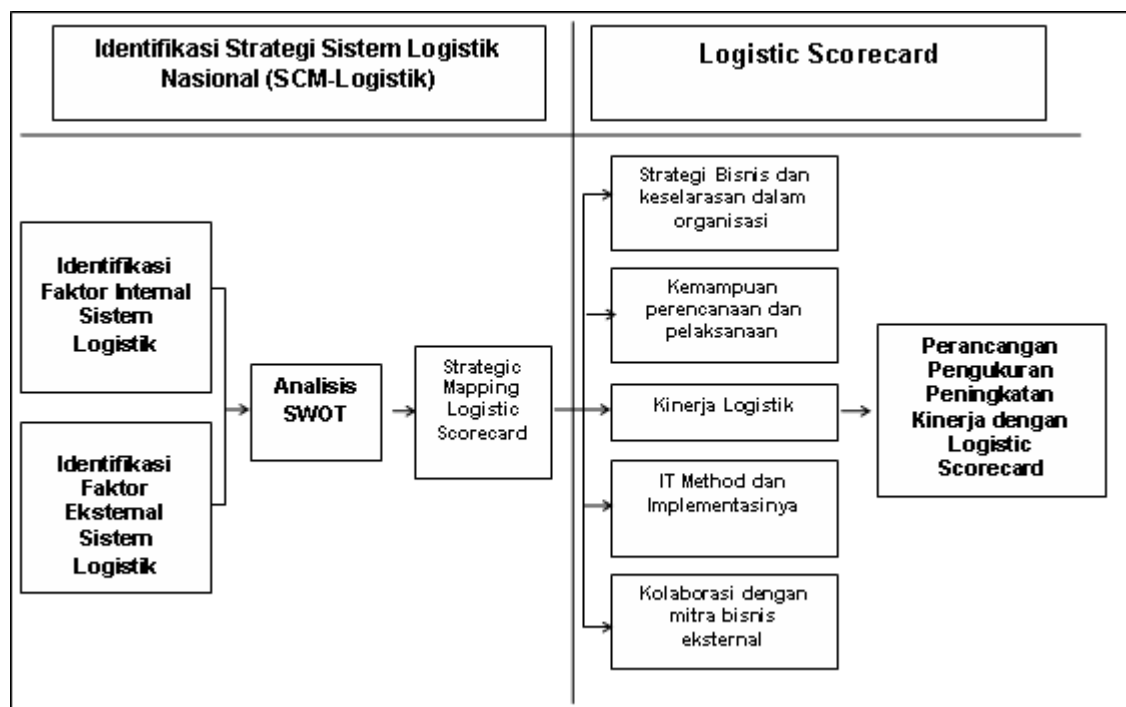 Identifikasi Strategi Sistem Logistik
Nasional (SCM-Logistik)
Logistic Scorecard
Identifikasi
Faktor Internal
Sistem
Logistik
Identifikasi
Faktor
Eksternal
Sistem
Logistik
Analisis
SWOT
Strategic
Mapping
Logistic
Scorecard
Strategi Bisnis dan
keselarasan dalam
organisasi
Kemampuan
perencanaan dan
pelaksanaan
Kinerja Logistik
IT Method dan
Implementasinya
Kolaborasi dengan
mitra bisnis
eksternal
Perancangan
Pengukuran
Peningkatan
Kinerja dengan
Logistic
Scorecard